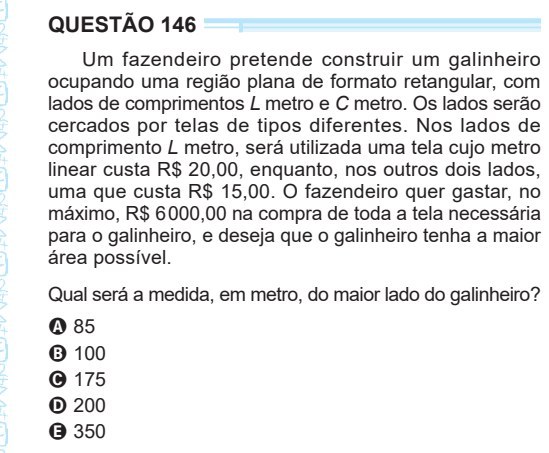 QUESTÃO 146
Um fazendeiro pretende construir um galinheiro
ocupando uma região plana de formato retangular, com
lados de comprimentos L metro e C metro. Os lados serão
cercados por telas de tipos diferentes. Nos lados de
comprimento L metro, será utilizada uma tela cujo metro
linear custa R$ 20,00, enquanto, nos outros dois lados,
uma que custa R$ 15,00. O fazendeiro quer gastar, no
máximo, R$ 6 000,00 na compra de toda a tela necessária
para o galinheiro, e deseja que o galinheiro tenha a maior
área possível.
Qual será a medida, em metro, do maior lado do galinheiro?
A 85
B 100
C 175
D 200
E 350